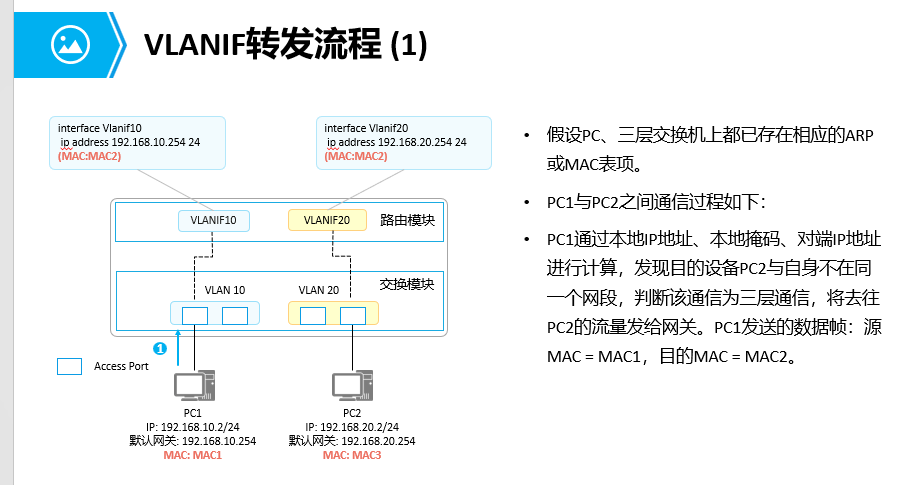 VLANIF转发流程 (1)
interface Vlanif10
ip address 192.168.10.254 24
(MAC:MAC2)
interface Vlanif20
ip address 192.168.20.254 24
(MAC:MAC2)
VLANIF10
VLANIF20
路由模块
交换模块
VLAN 10
VLAN 20
1
Access Port
PC1
IP: 192.168.10.2/24
默认网关: 192.168.10.254
MAC: MAC1
PC2
IP: 192.168.20.2/24
默认网关: 192.168.20.254
MAC: MAC3
• 假设PC、三层交换机上都已存在相应的ARP
或MAC表项。
• PC1与PC2之间通信过程如下：
• PC1通过本地IP地址、本地掩码、对端IP地址
进行计算，发现目的设备PC2与自身不在同
一个网段，判断该通信为三层通信，将去往
PC2的流量发给网关。PC1发送的数据帧：源
MAC = MAC1，目的MAC = MAC2。